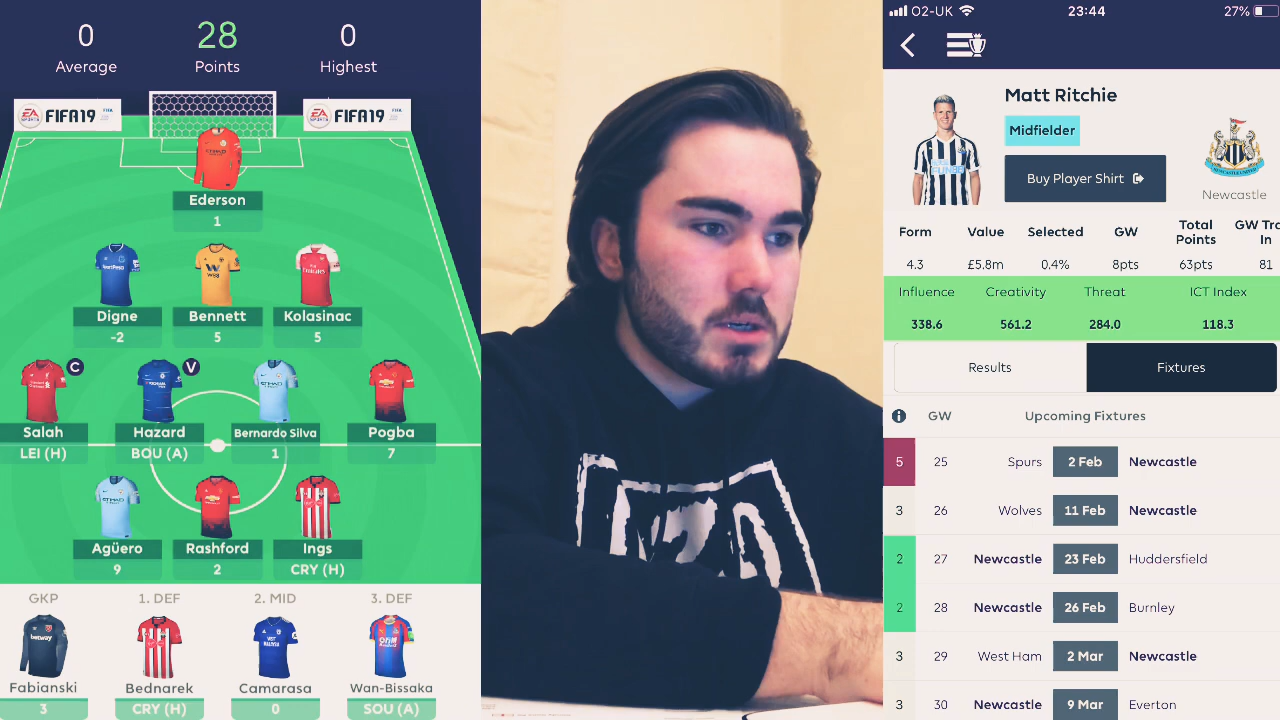 0 28 0
Average Points Highest
EA SPORTS FIFA19 EA SPORTS FIFA19
Ederson
1
Digne Bennett Kolasinac
-2 5 5
C V
Salah Hazard Bernardo Silva Pogba
LEI (H) BOU (A) 1 7
Agüero Rashford Ings
9 2 CRY (H)
GKP 1. DEF 2. MID 3. DEF
betway
Fabianski Bednarek Camarasa Wan-Bissaka
3 CRY (H) 0 SOU (A)
O2-UK 23:44 27%
Matt Ritchie
Midfielder
Buy Player Shirt
Newcastle
Form Value Selected GW Total Points GW Tra In
4.3 £5.8m 0.4% 8pts 63pts 81
Influence Creativity Threat ICT Index
338.6 561.2 284.0 118.3
Results Fixtures
GW Upcoming Fixtures
5 25 Spurs 2 Feb Newcastle
3 26 Wolves 11 Feb Newcastle
2 27 Newcastle 23 Feb Huddersfield
2 28 Newcastle 26 Feb Burnley
3 29 West Ham 2 Mar Newcastle
3 30 Newcastle 9 Mar Everton